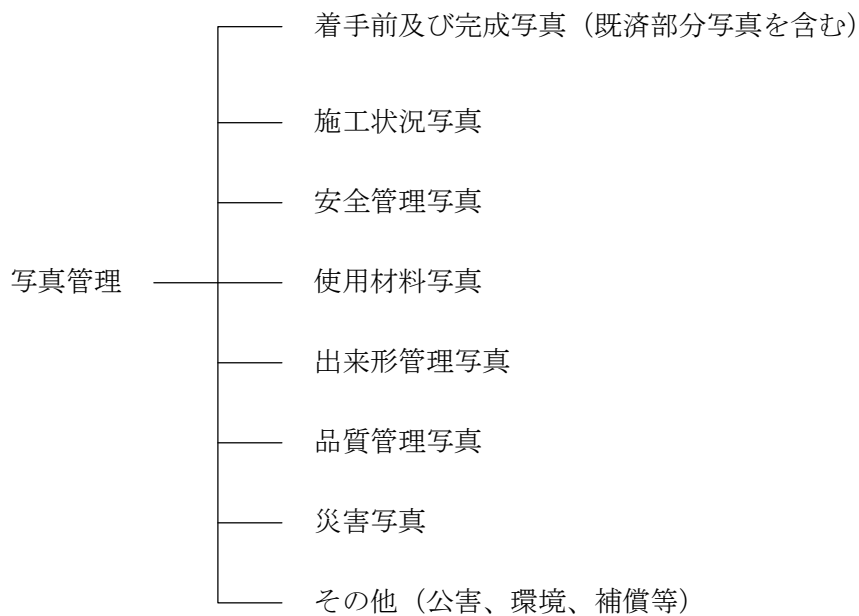 着手前及び完成写真（既済部分写真を含む）
施工状況写真
安全管理写真
写真管理
使用材料写真
出来形管理写真
品質管理写真
災害写真
その他（公害、環境、補償等）